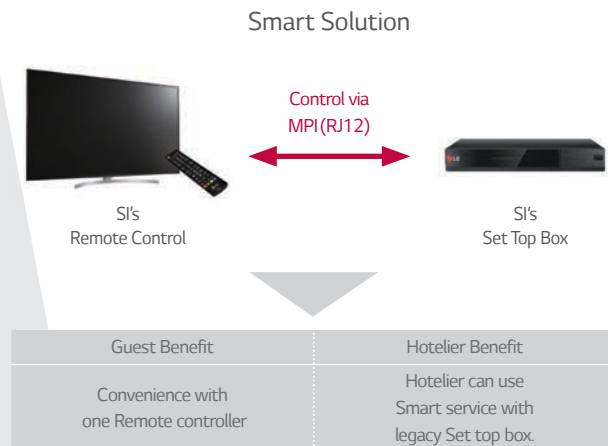 Smart Solution
Control via
MPI(RJ12)
LG
SI's
Remote Control
SI's
Set Top Box
Guest Benefit
Hotelier Benefit
Convenience with
one Remote controller
Hotelier can use
Smart service with
legacy Set top box.